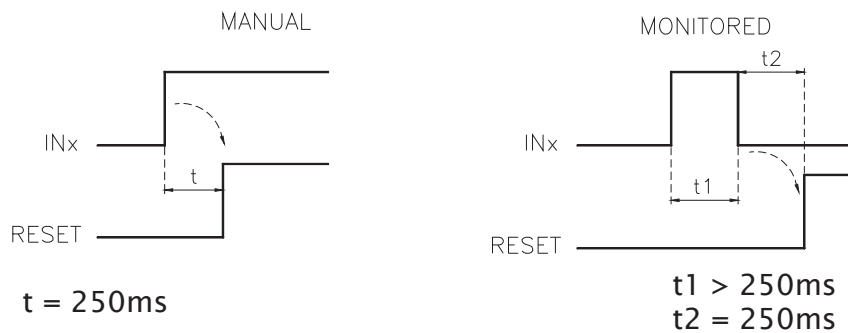 MANUAL
INx
t
RESET
t = 250ms
MONITORED
t2
INx
t1
RESET
t1 > 250ms
t2 = 250ms